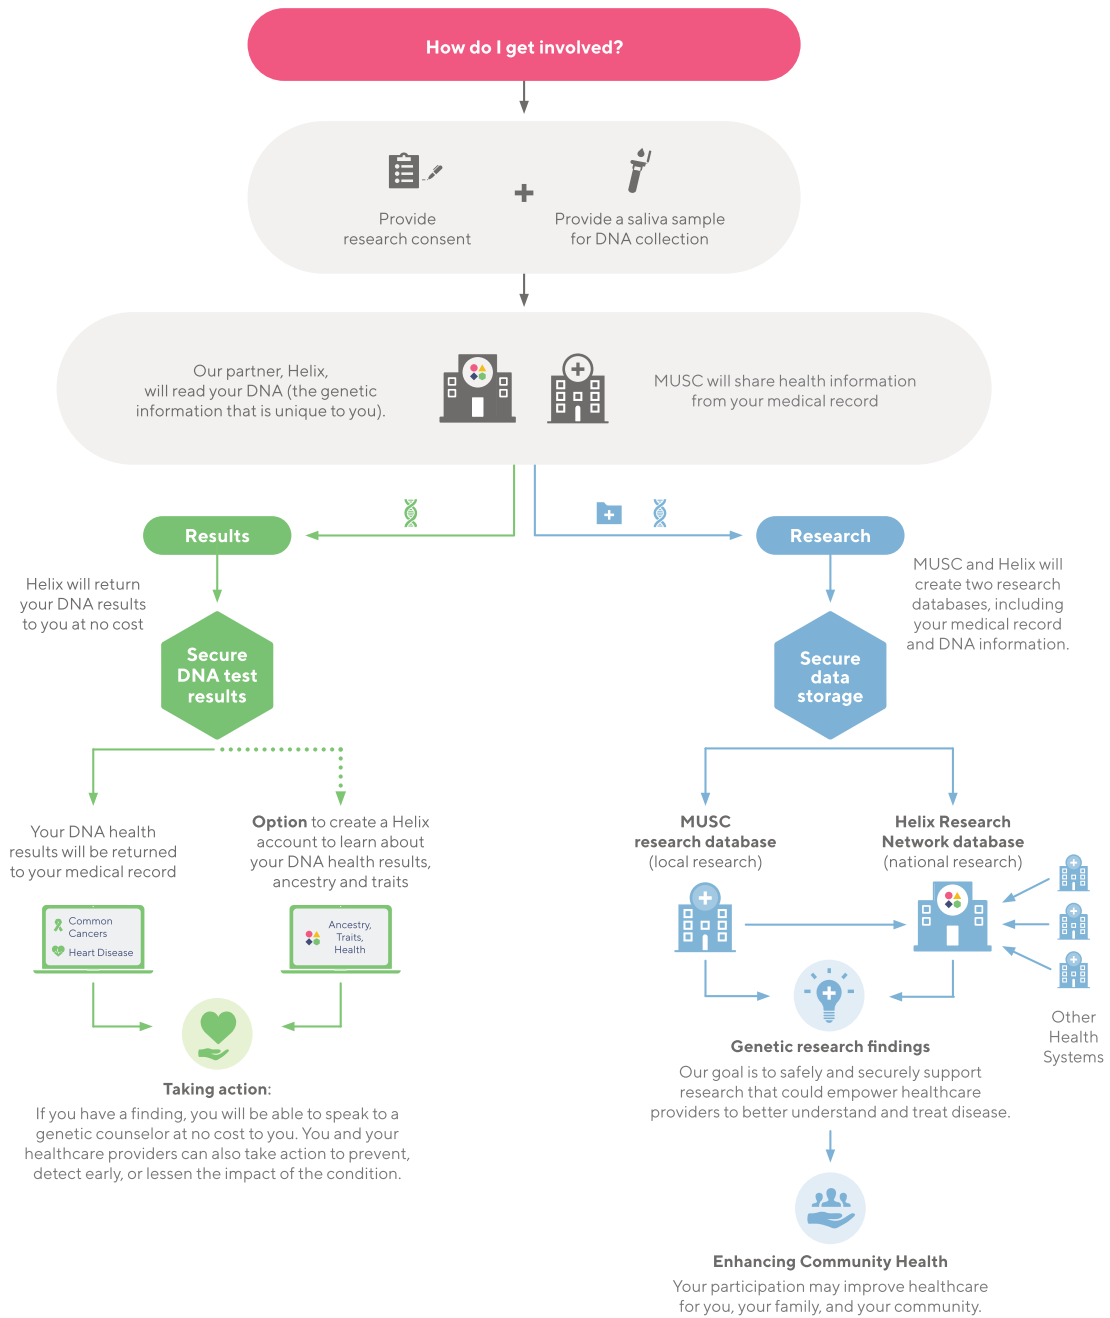 How do I get involved?
Provide
research consent
Provide a saliva sample
for DNA collection
Our partner, Helix,
will read your DNA (the genetic
information that is unique to you).
MUSC will share health information
from your medical record
Results
Helix will return
your DNA results
to you at no cost
Secure
DNA test
results
Your DNA health
results will be returned
to your medical record
Option to create a Helix
account to learn about
your DNA health results,
ancestry and traits
Common
Cancers
Heart Disease
Ancestry,
Traits,
Health
Taking action:
If you have a finding, you will be able to speak to a
genetic counselor at no cost to you. You and your
healthcare providers can also take action to prevent,
detect early, or lessen the impact of the condition.
Research
MUSC and Helix will
create two research
databases, including
your medical record
and DNA information.
Secure
data
storage
MUSC
research database
(local research)
Helix Research
Network database
(national research)
Other
Health
Systems
Genetic research findings
Our goal is to safely and securely support
research that could empower healthcare
providers to better understand and treat disease.
Enhancing Community Health
Your participation may improve healthcare
for you, your family, and your community.